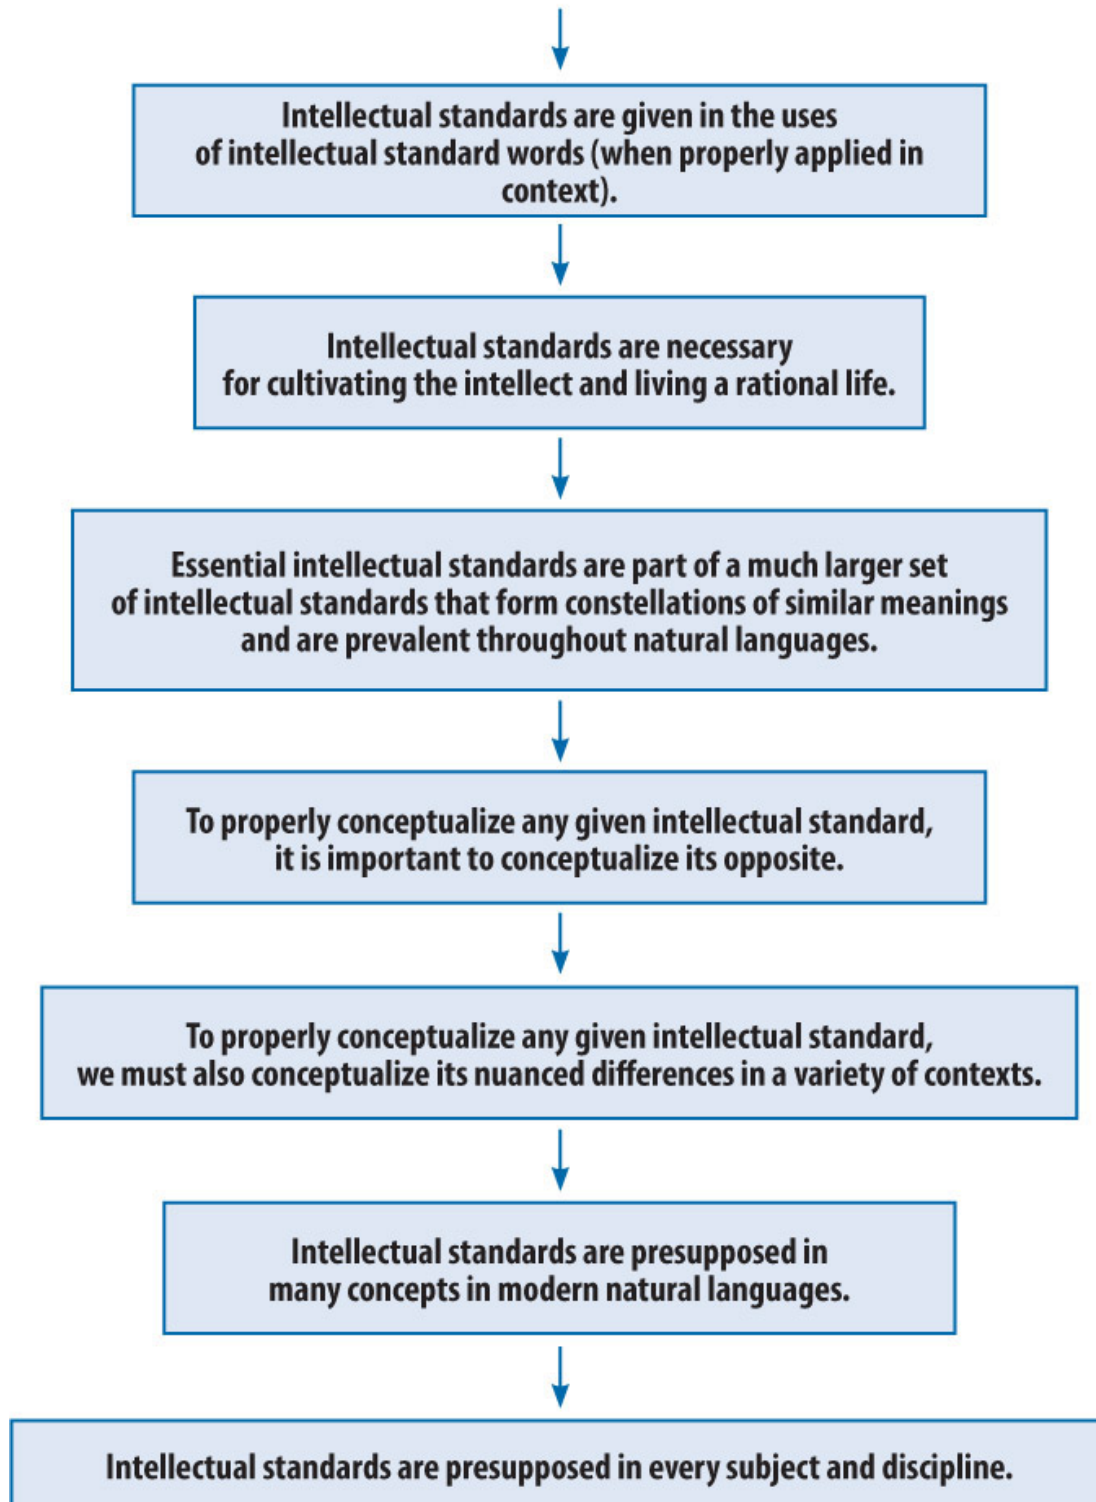 Intellectual standards are given in the uses
of intellectual standard words (when properly applied in
context).
Intellectual standards are necessary
for cultivating the intellect and living a rational life.
Essential intellectual standards are part of a much larger set
of intellectual standards that form constellations of similar meanings
and are prevalent throughout natural languages.
To properly conceptualize any given intellectual standard,
it is important to conceptualize its opposite.
To properly conceptualize any given intellectual standard,
we must also conceptualize its nuanced differences in a variety of contexts.
Intellectual standards are presupposed in
many concepts in modern natural languages.
Intellectual standards are presupposed in every subject and discipline.